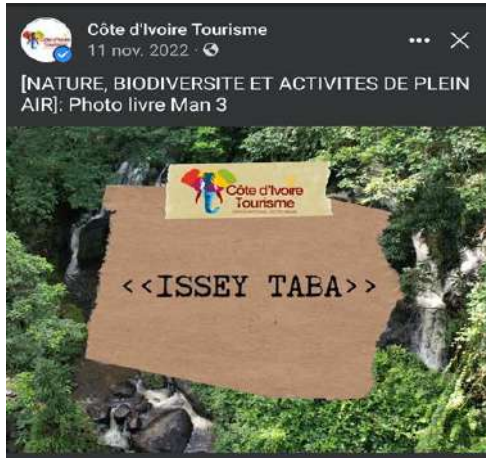 Côte d'Ivoire Tourisme
11 nov. 2022 ·
[NATURE, BIODIVERSITE ET ACTIVITES DE PLEIN
AIR]: Photo livre Man 3
Côte d'Ivoire
Tourisme
<<ISSEY TABA>>